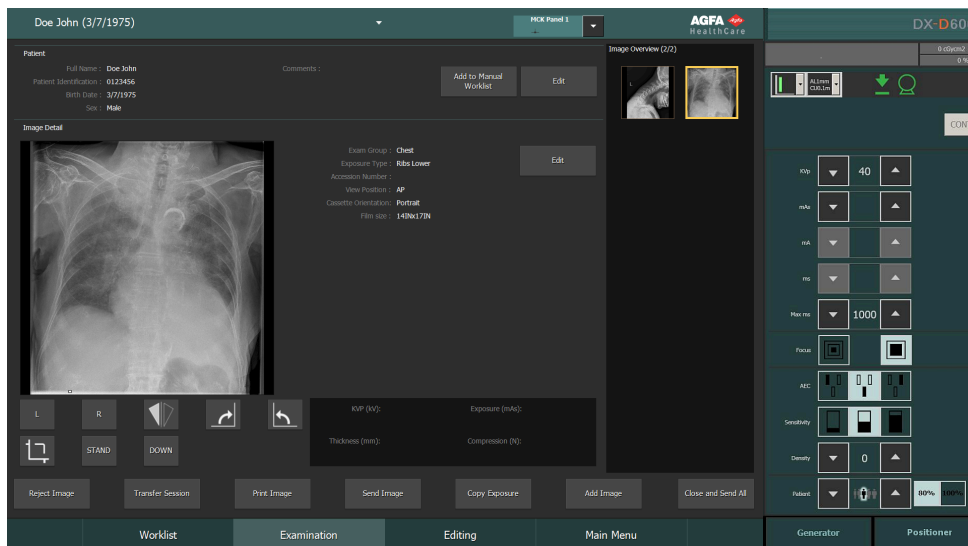 Doe John (3/7/1975)
MCK Panel 1
AGFA
HealthCare
DX-D60
Patient
Full Name : Doe John
Patient Identification : 0123456
Birth Date : 3/7/1975
Sex : Male
Comments :
Add to Manual
Worklist
Edit
Image Overview (2/2)
0 cGycm2
0 %
AL1mm
CU0.1m
CON
Image Detail
Exam Group : Chest
Exposure Type : Ribs Lower
Accession Number :
View Position : AP
Cassette Orientation: Portrait
Film size : 14INx17IN
Edit
KVp 40
mAs
mA
ms
Max ms 1000
Focus
AEC
Sensitivity
Density 0
Patient 80% 100%
L
R
STAND
DOWN
KVP (kV):
Exposure (mAs):
Thickness (mm):
Compression (N):
Reject Image
Transfer Session
Print Image
Send Image
Copy Exposure
Add Image
Close and Send All
Worklist
Examination
Editing
Main Menu
Generator
Positioner